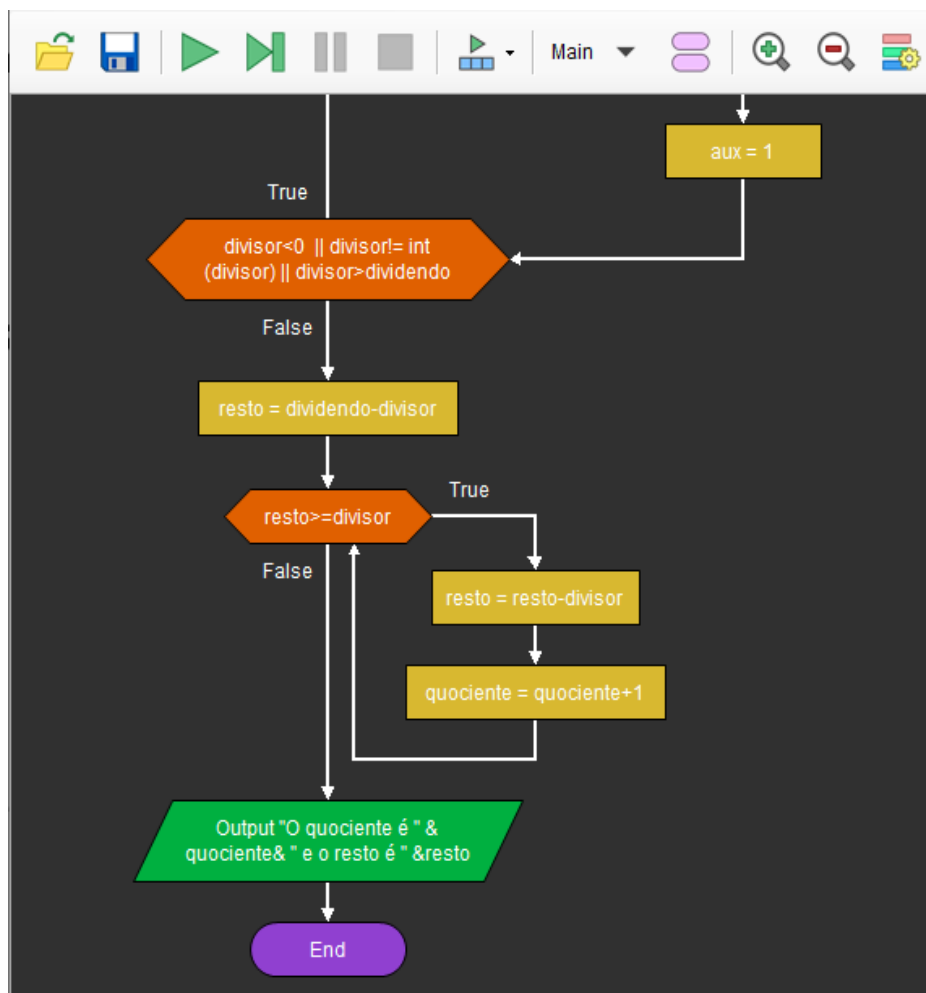 Main
aux = 1
True
divisor<0 || divisor!= int
(divisor) || divisor>dividendo
False
resto = dividendo-divisor
True
resto>=divisor
False
resto = resto-divisor
quociente = quociente+1
Output "O quociente é " &
quociente& " e o resto é " &resto
End